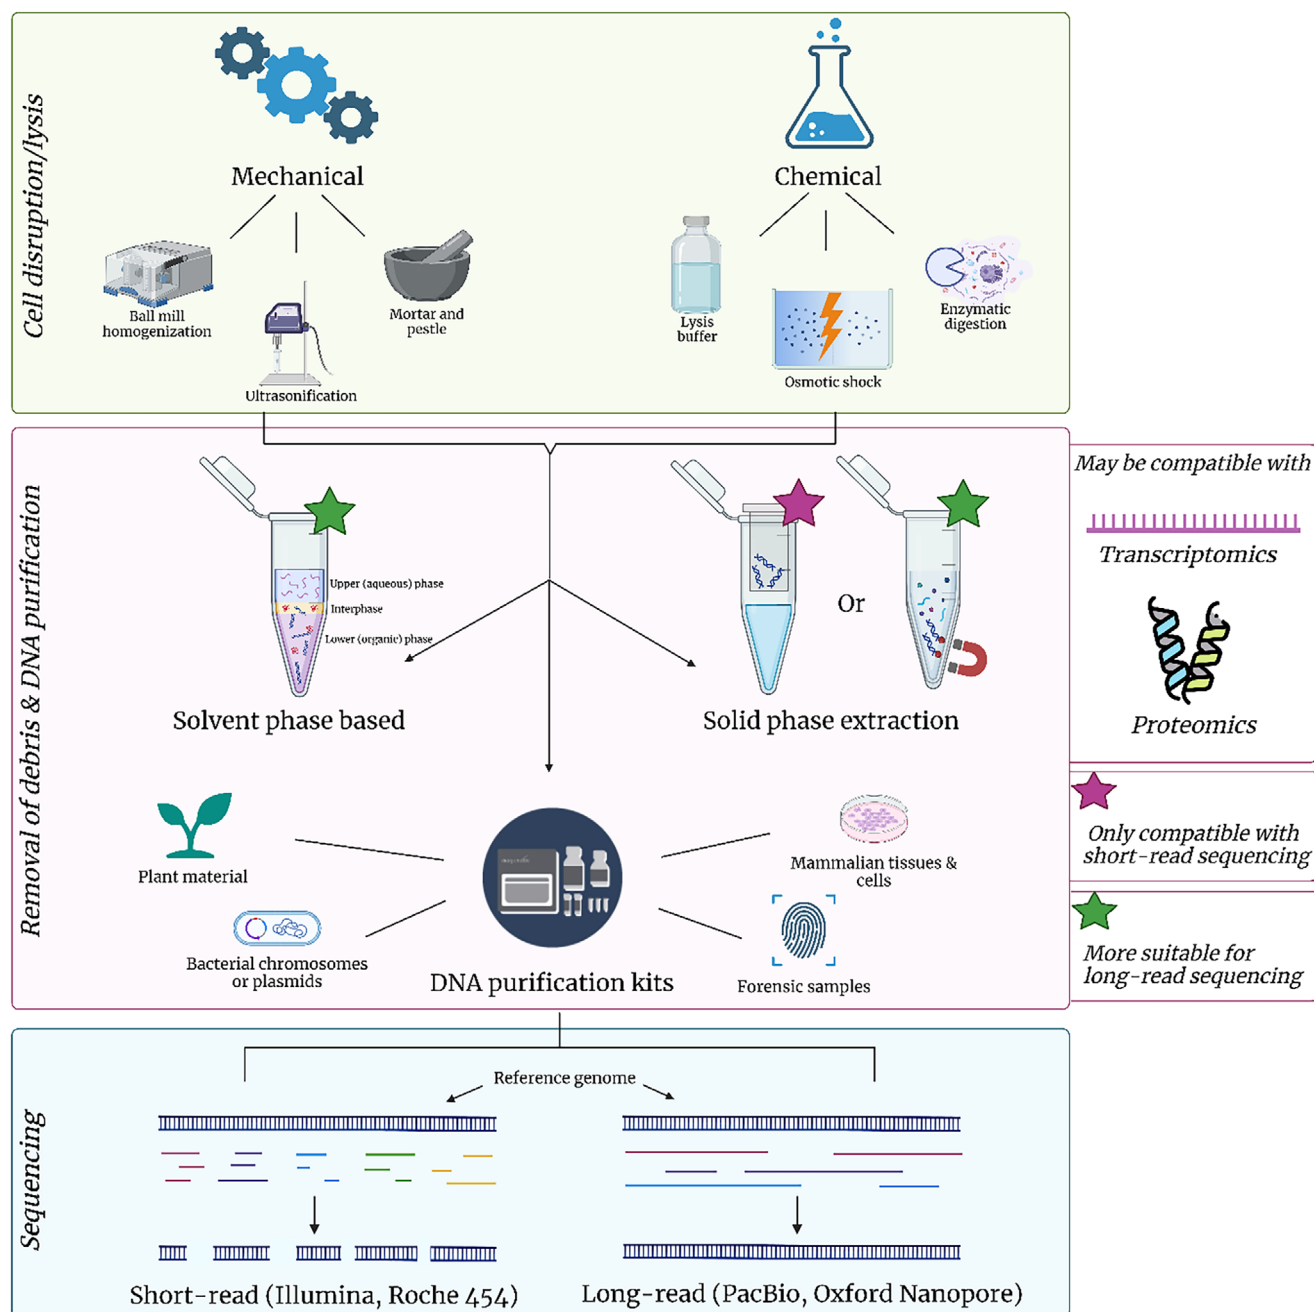 Cell disruption/lysis
Mechanical
Chemical
Ball mill
homogenization
Ultrasonification
Mortar and
pestle
Lysis
buffer
Osmotic shock
Enzymatic
digestion
Removal of debris & DNA purification
Upper (aqueous) phase
Interphase
Lower (organic) phase
Or
Solvent phase based
Solid phase extraction
Plant material
Bacterial chromosomes
or plasmids
DNA purification kits
Mammalian tissues &
cells
Forensic samples
May be compatible with
Transcriptomics
Proteomics
Only compatible with
short-read sequencing
More suitable for
long-read sequencing
Sequencing
Reference genome
Short-read (Illumina, Roche 454)
Long-read (PacBio, Oxford Nanopore)